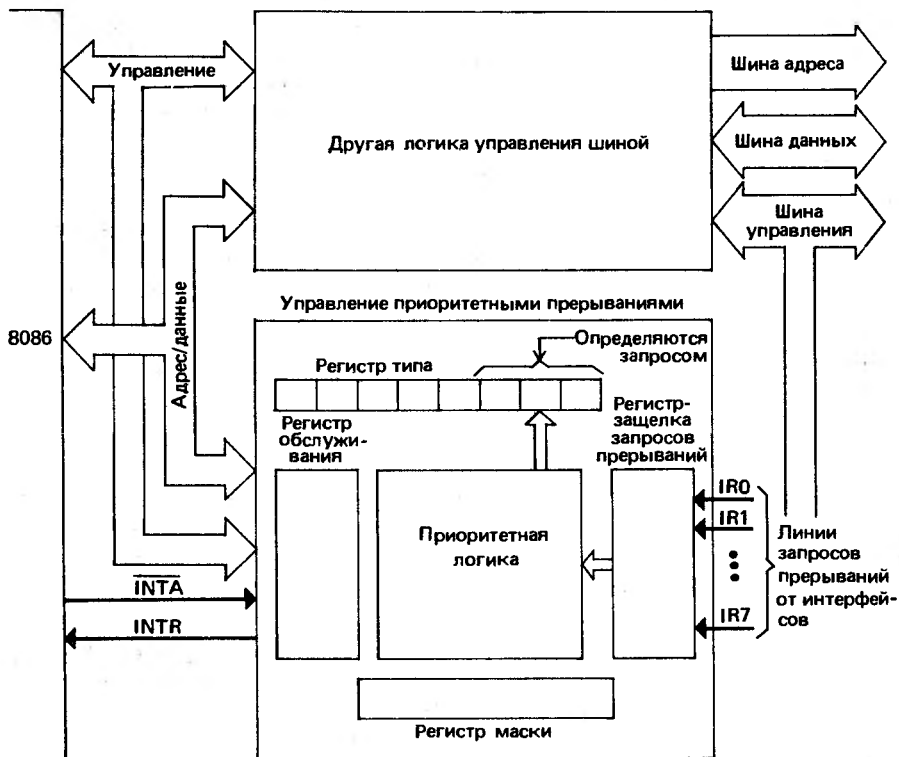 Управление
Шина адреса
Другая логика управления шиной
Шина данных
Шина
управления
Адрес/данные
8086
Управление приоритетными прерываниями
Определяются
запросом
Регистр типа
Регистр
обслужи-
вания
Регистр-
защелка
запросов
прерываний
Приоритетная
логика
IR0
IR1
IR7
Линии
запросов
прерываний
от интерфей-
сов
INTA
INTR
Регистр маски